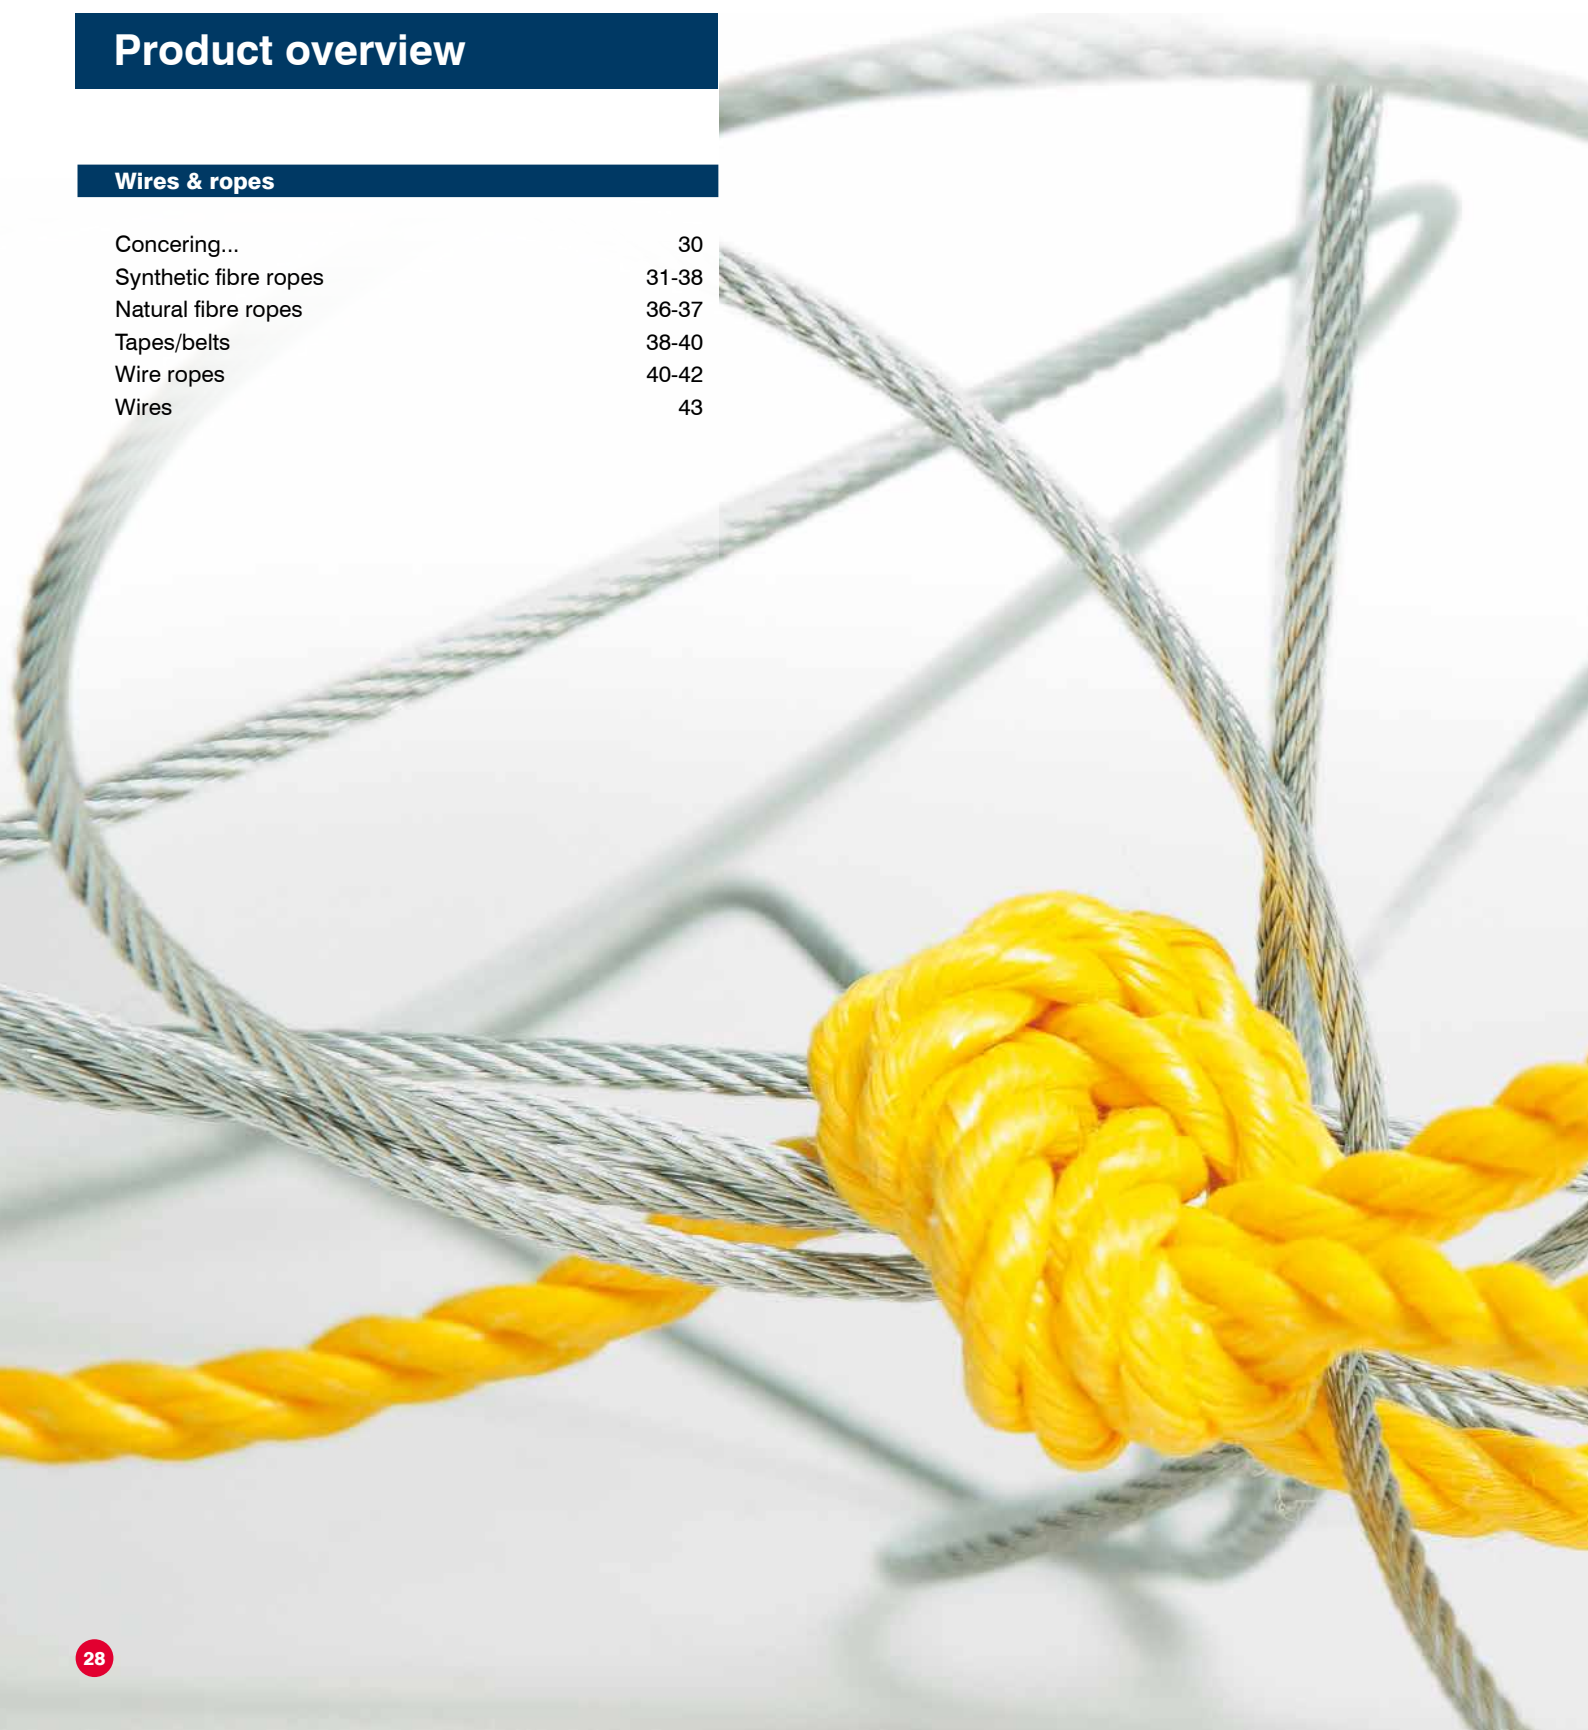 Product overview
Wires & ropes
Concering... 30
Synthetic fibre ropes 31-38
Natural fibre ropes 36-37
Tapes/belts 38-40
Wire ropes 40-42
Wires 43
28